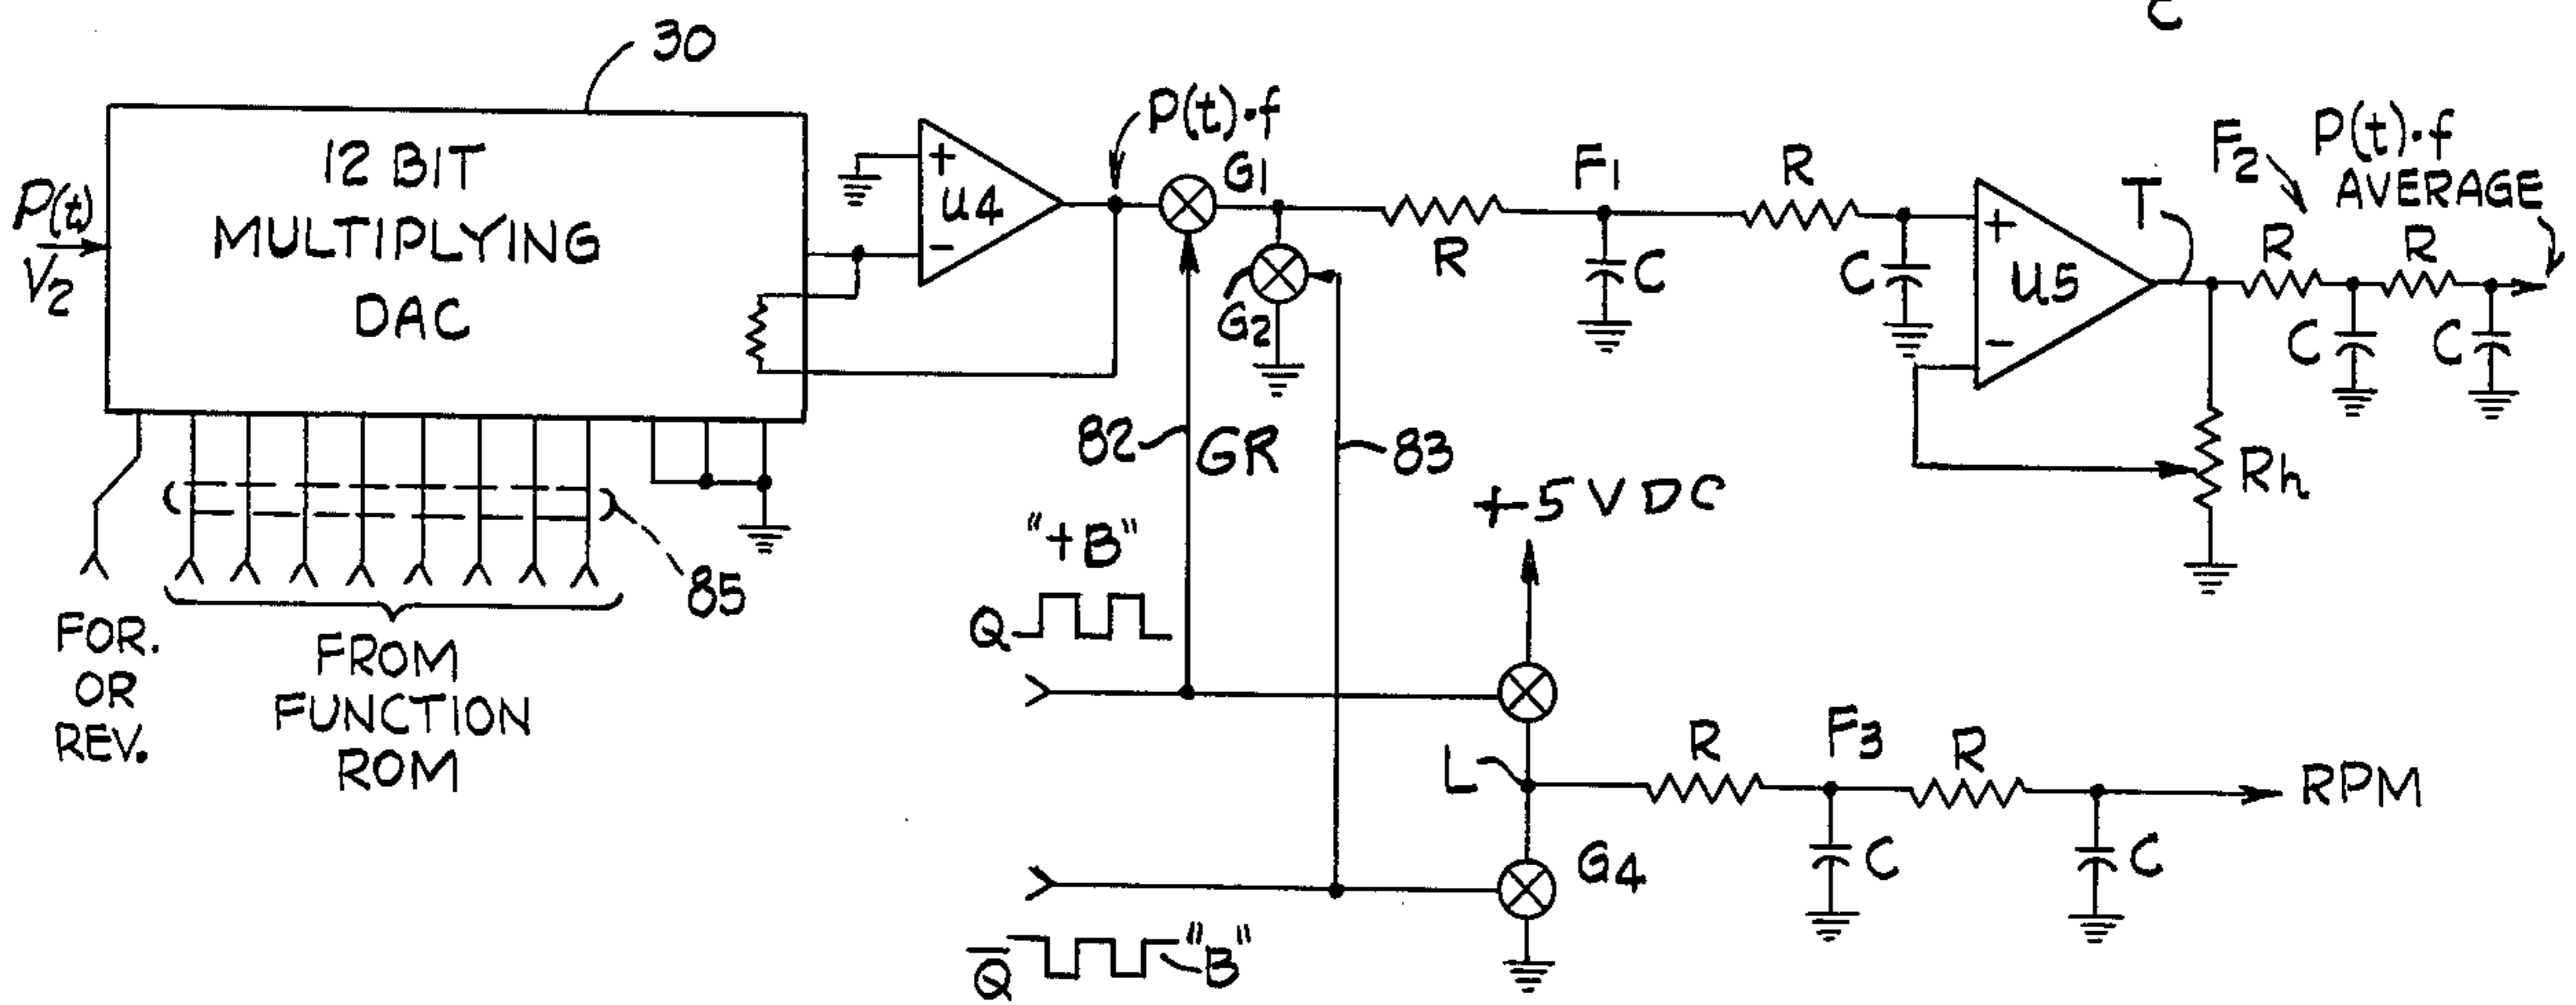 C
30
12 BIT
MULTIPLYING
DAC
P(t)
V2
+
U4
-
P(t)·f
G1
G2
R
F1
C
R
C
+
U5
-
T
F2
P(t)·f
AVERAGE
R
R
C
C
Rh
82
GR
83
85
FOR.
OR
REV.
FROM
FUNCTION
ROM
"+B"
Q
+5 VDC
L
R
F3
R
RPM
C
C
G4
Q̅
"B"